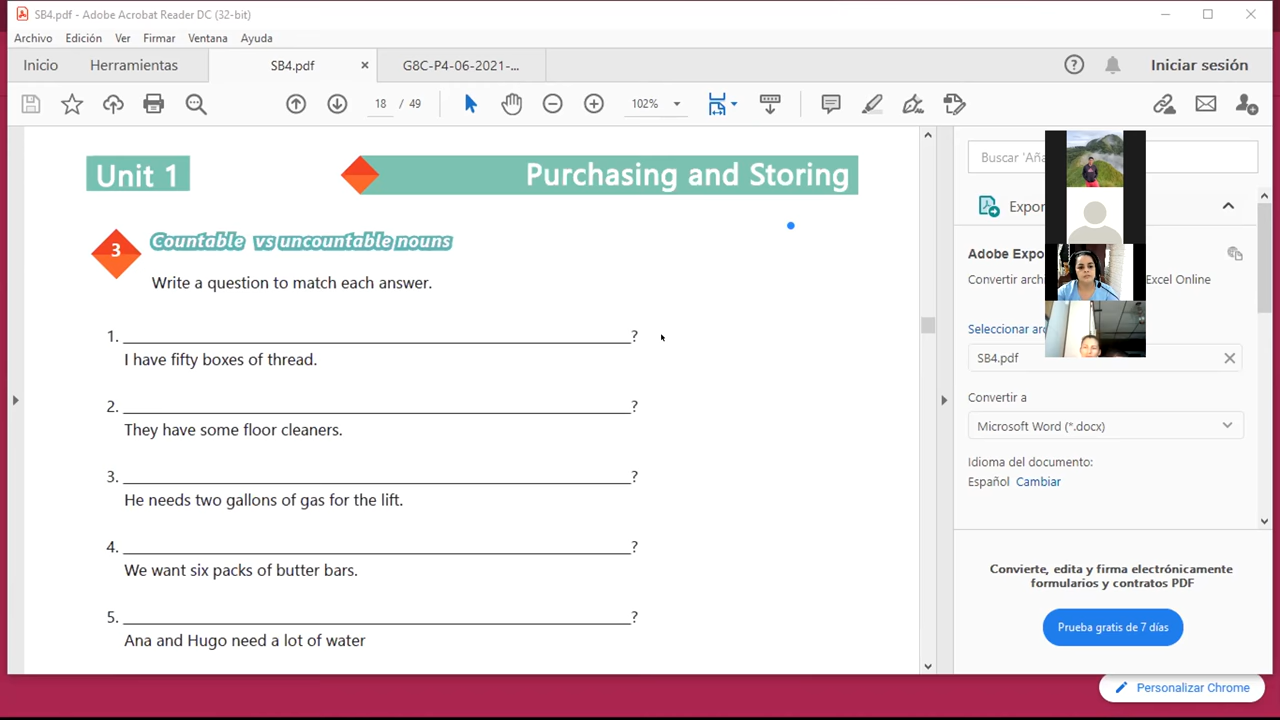 SB4.pdf - Adobe Acrobat Reader DC (32-bit)
Archivo Edición Ver Firmar Ventana Ayuda
Inicio Herramientas SB4.pdf × G8C-P4-06-2021-... Iniciar sesión
18 / 49 102%
Unit 1 Purchasing and Storing
3 Countable vs uncountable nouns
Write a question to match each answer.
1. ?
I have fifty boxes of thread.
2. ?
They have some floor cleaners.
3. ?
He needs two gallons of gas for the lift.
4. ?
We want six packs of butter bars.
5. ?
Ana and Hugo need a lot of water
Buscar 'Aña
Expor
Adobe Expo
Convertir archi Excel Online
Seleccionar ar
SB4.pdf
Convertir a
Microsoft Word (*.docx)
Idioma del documento:
Español Cambiar
Convierte, edita y firma electrónicamente
formularios y contratos PDF
Prueba gratis de 7 días
Personalizar Chrome